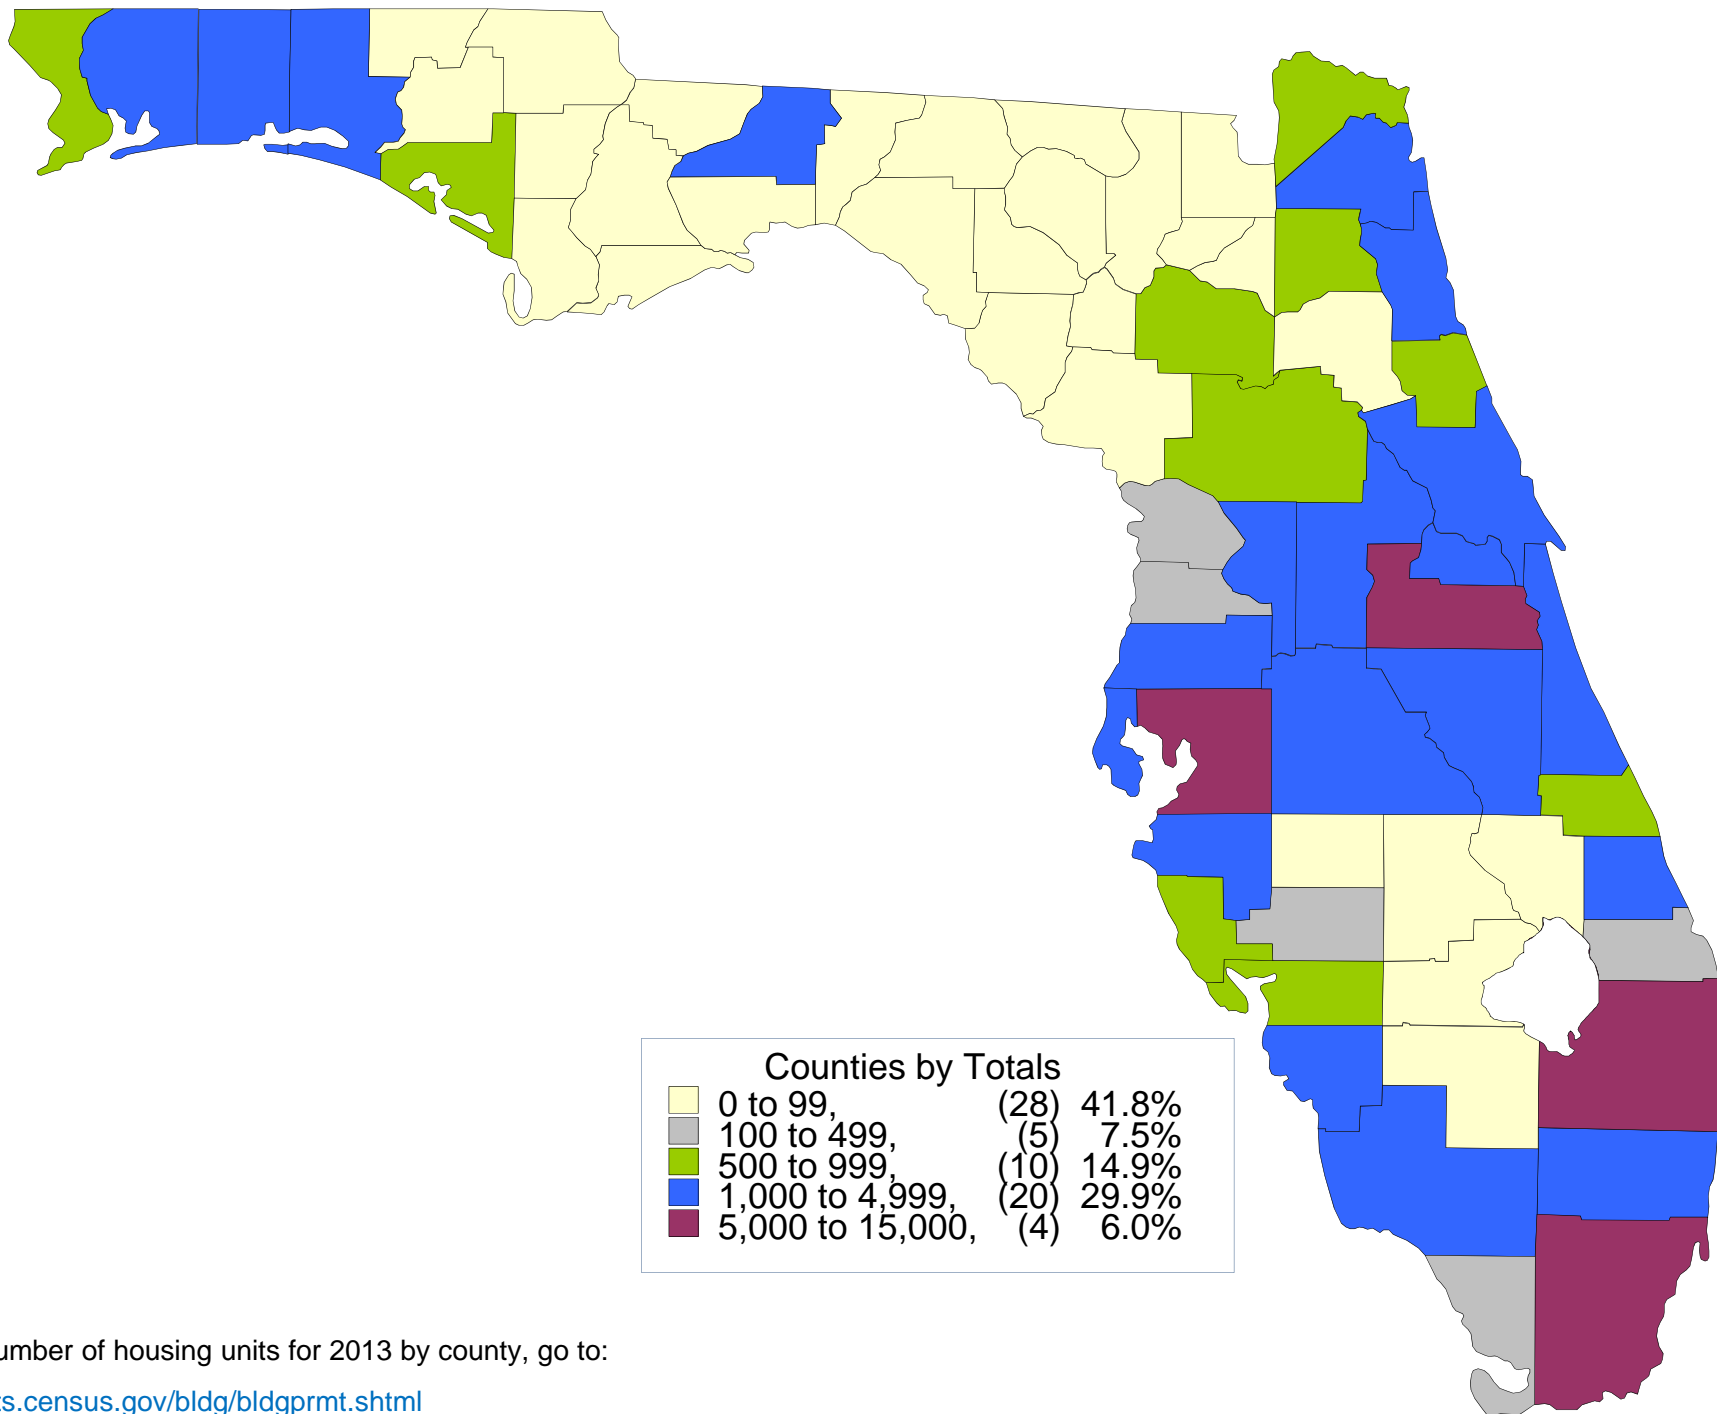 Counties by Totals
0 to 99, (28) 41.8%
100 to 499, (5) 7.5%
500 to 999, (10) 14.9%
1,000 to 4,999, (20) 29.9%
5,000 to 15,000, (4) 6.0%
of housing units for 2013 by county, go to:
.census.gov/bldg/bldgprmt.shtml